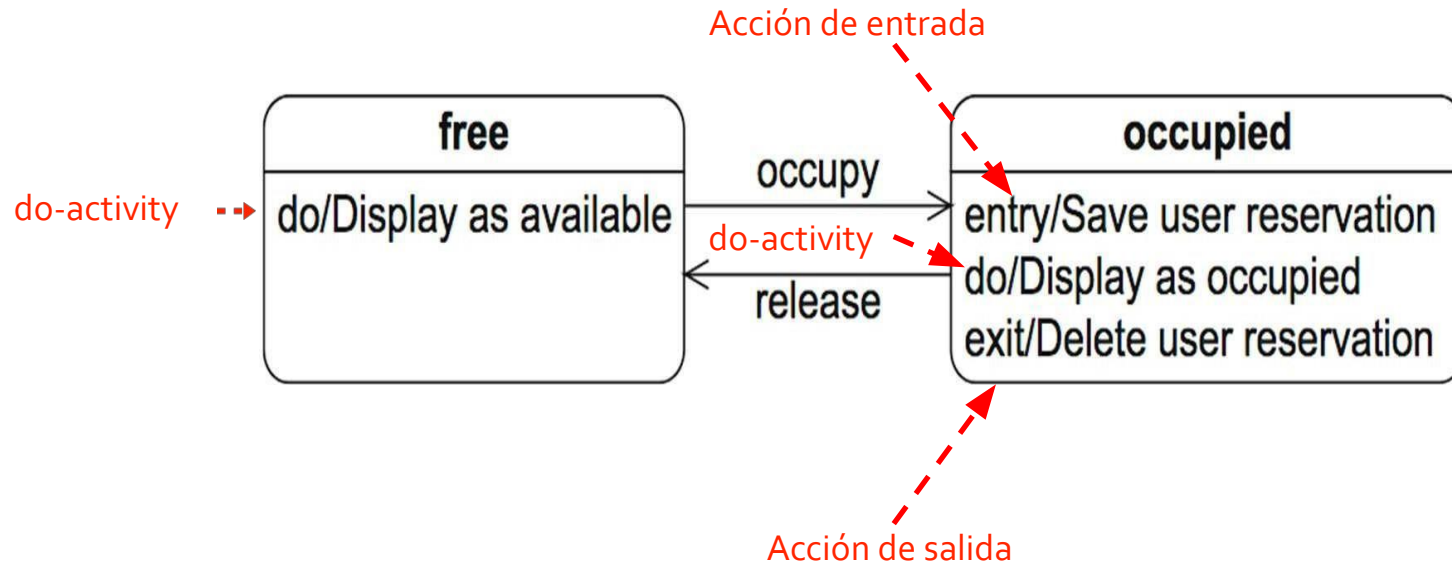 Acción de entrada
free
occupied
occupy
do-activity
do/Display as available
entry/Save user reservation
do-activity
do/Display as occupied
release
exit/Delete user reservation
Acción de salida